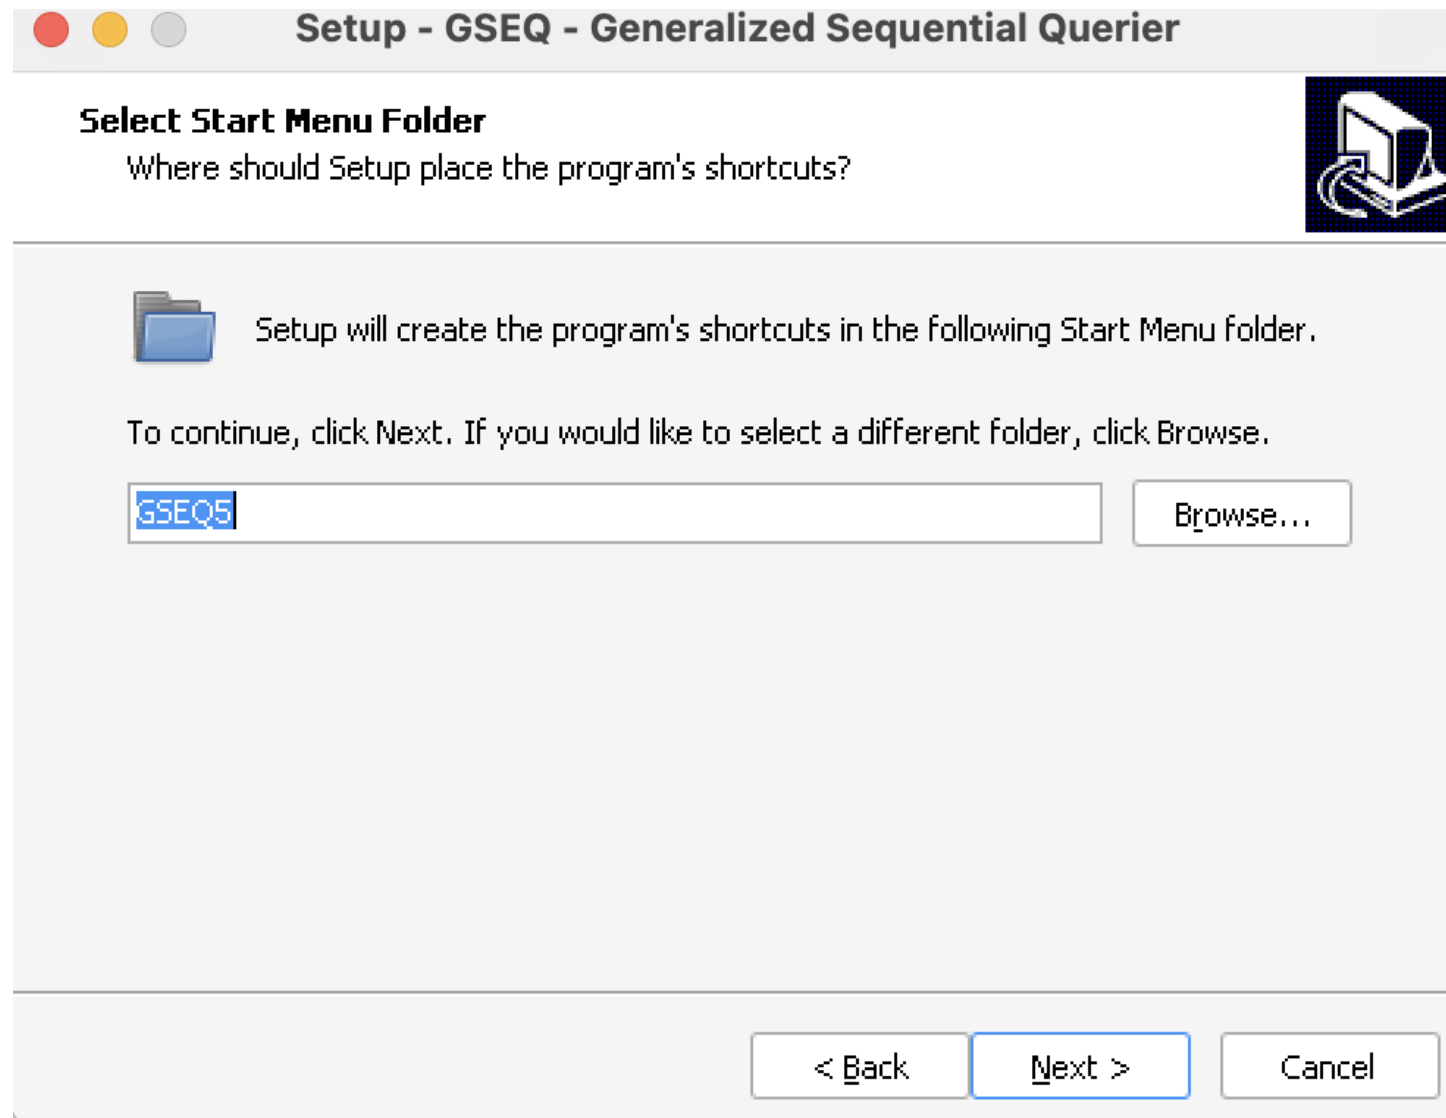 Setup - GSEQ - Generalized Sequential Querier
Select Start Menu Folder
Where should Setup place the program's shortcuts?
Setup will create the program's shortcuts in the following Start Menu folder.
To continue, click Next. If you would like to select a different folder, click Browse.
GSEQ5
Browse...
< Back
Next >
Cancel